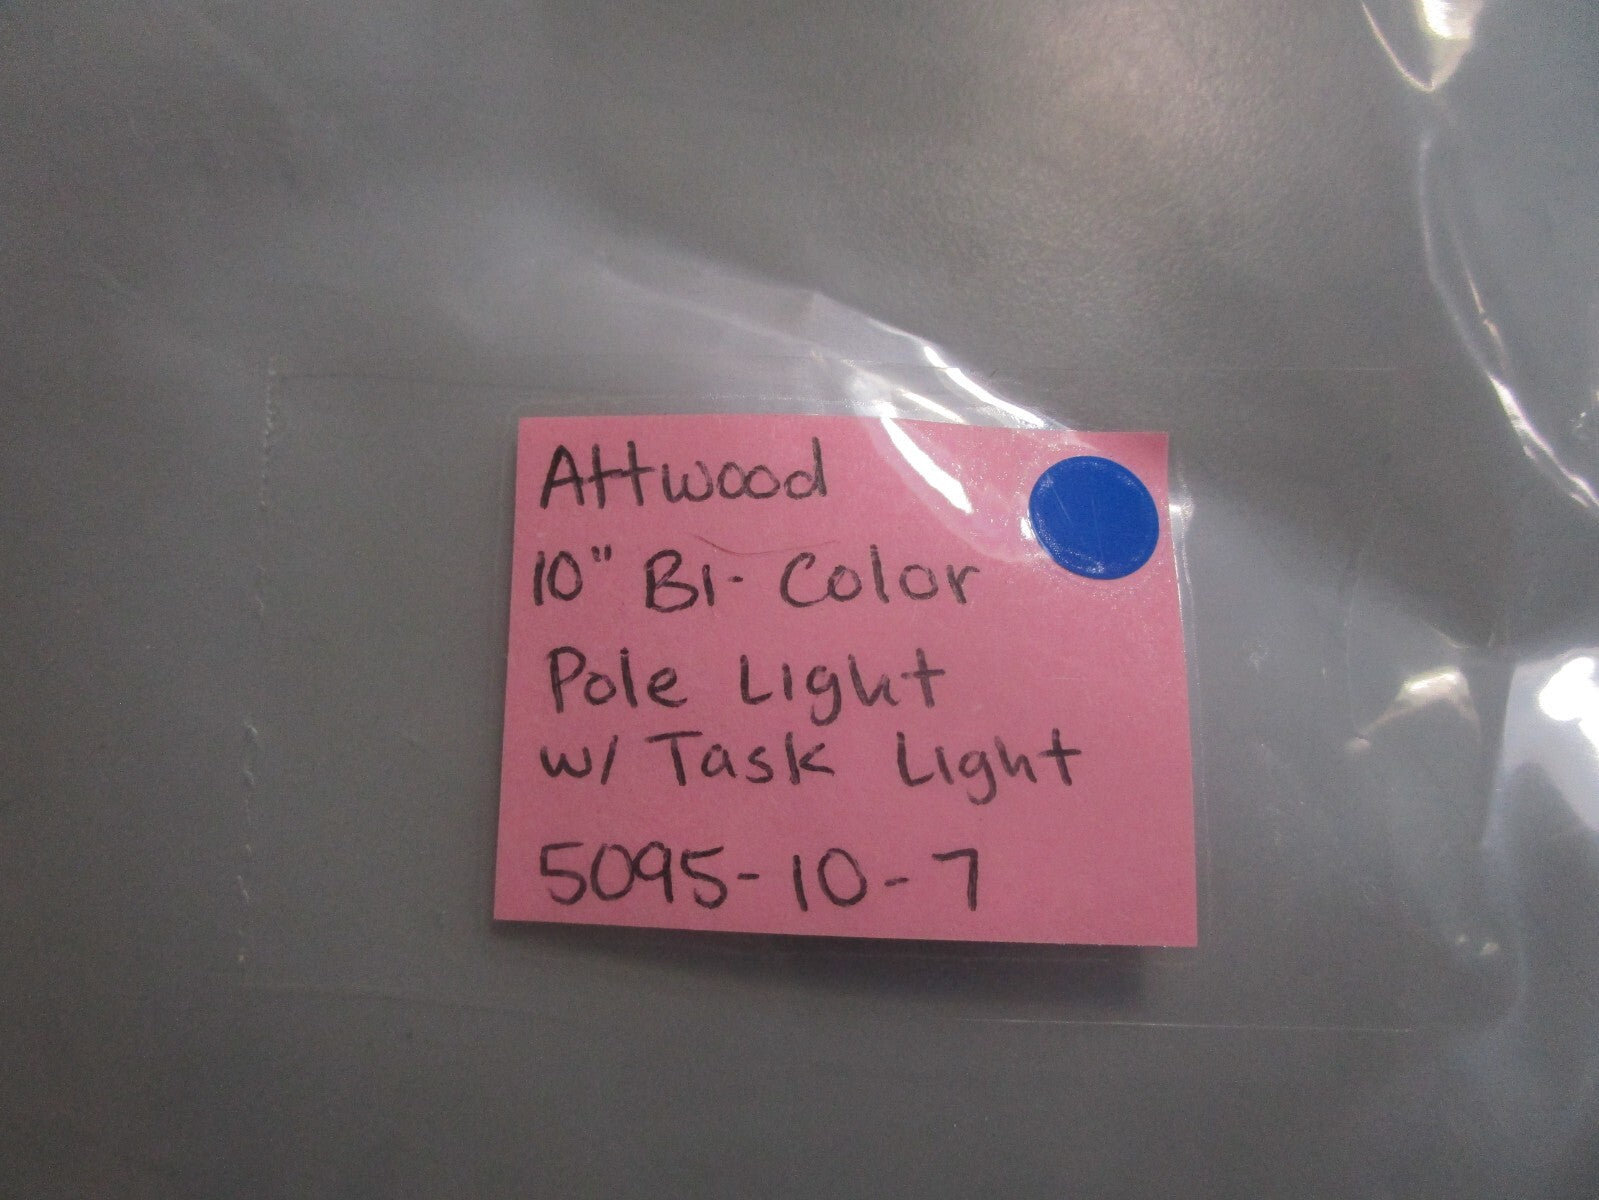 Attwood
10" Bi-Color
Pole Light
w/ Task Light
5095-10-7